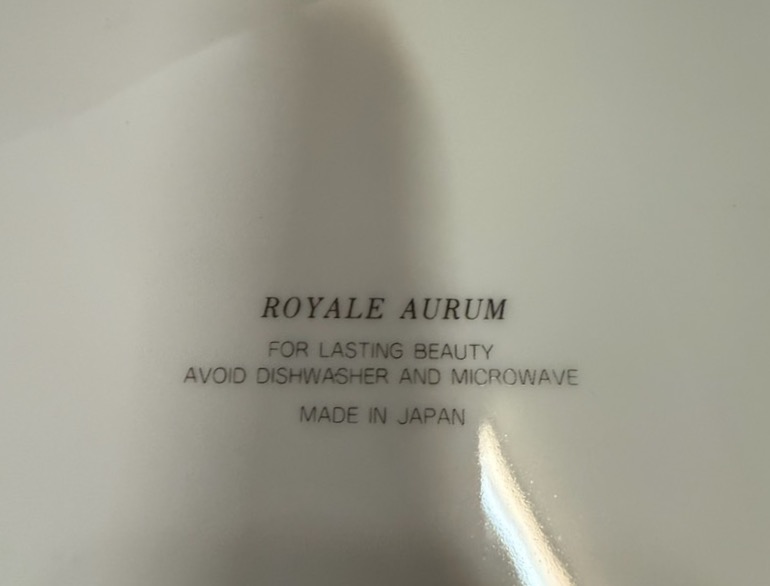 ROYALE AURUM
FOR LASTING BEAUTY
AVOID DISHWASHER AND MICROWAVE
MADE IN JAPAN